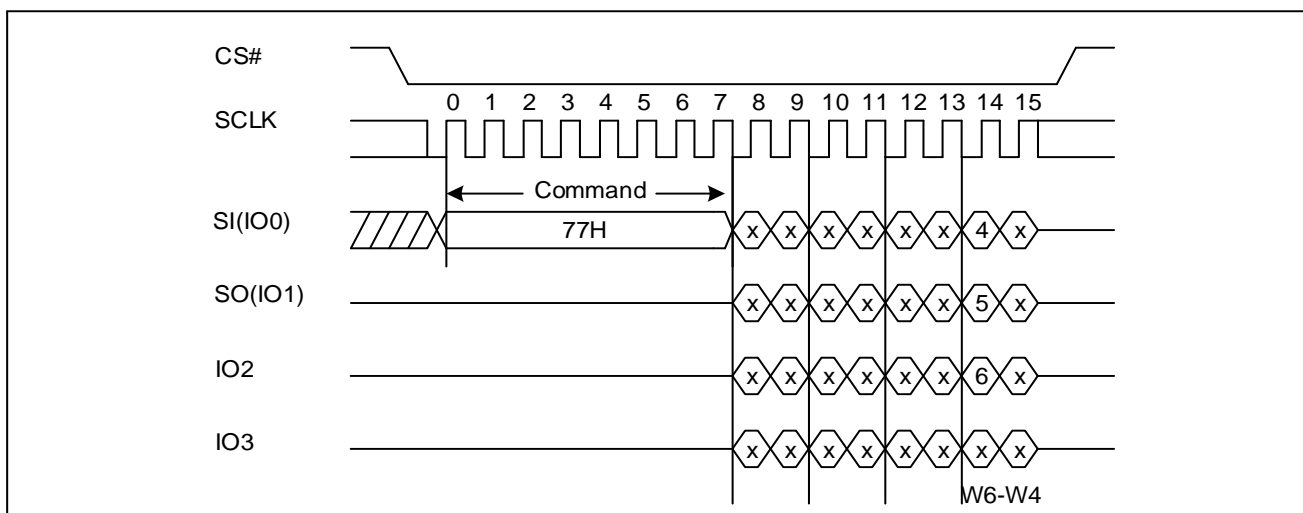 CS#
0 1 2 3 4 5 6 7 8 9 10 11 12 13 14 15
SCLK
Command
SI(IO0) 77H x x x x x x 4 x
SO(IO1) x x x x x x 5 x
IO2 x x x x x x 6 x
IO3 x x x x x x x x
W6-W4